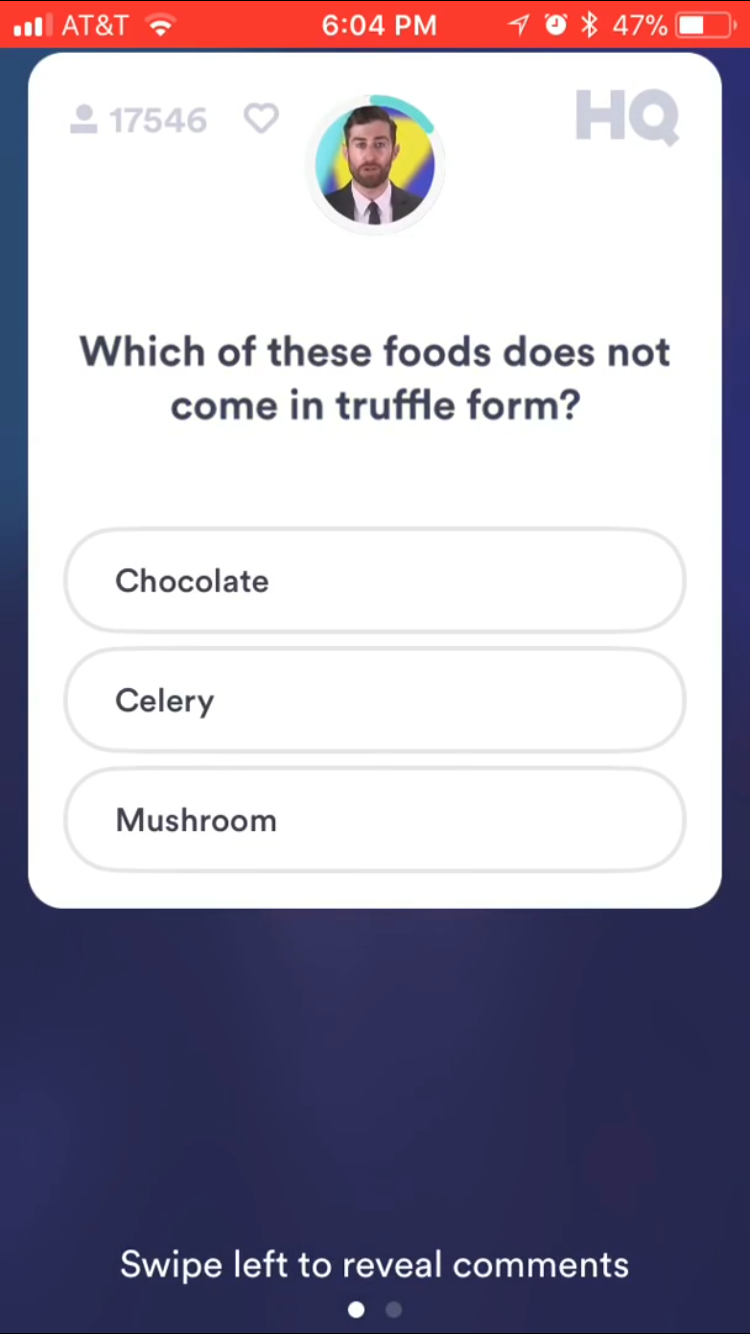 AT&T 6:04 PM 47%
17546 HQ
Which of these foods does not
come in truffle form?
Chocolate
Celery
Mushroom
Swipe left to reveal comments